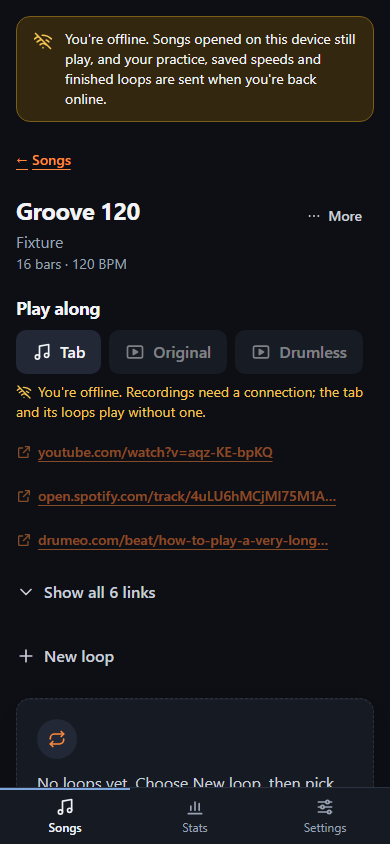 You're offline. Songs opened on this device still
play, and your practice, saved speeds and
finished loops are sent when you're back
online.
← Songs
Groove 120
··· More
Fixture
16 bars · 120 BPM
Play along
Tab
Original
Drumless
You're offline. Recordings need a connection; the tab
and its loops play without one.
youtube.com/watch?v=aqz-KE-bpKQ
open.spotify.com/track/4uLU6hMCjMI75M1A...
drumeo.com/beat/how-to-play-a-very-long...
Show all 6 links
New loop
No loops yet. Choose New loop, then pick
Songs
Stats
Settings